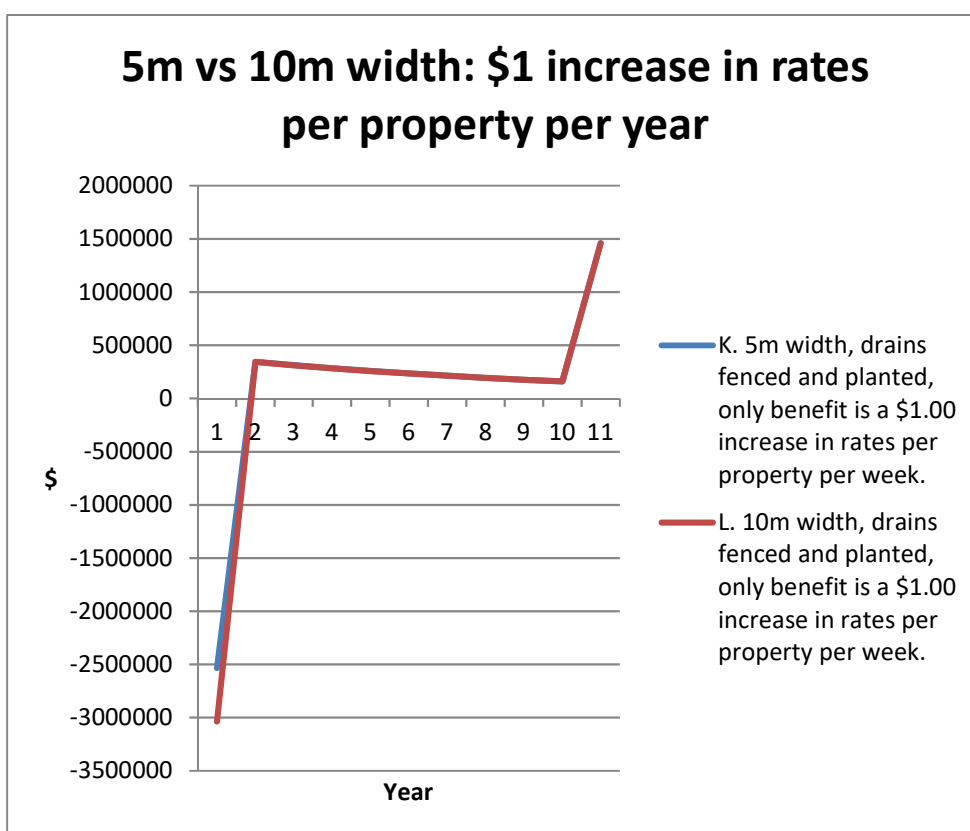 5m vs 10m width: $1 increase in rates
per property per year
2000000
1500000
1000000
500000
0
-500000
-1000000
-1500000
-2000000
-2500000
-3000000
-3500000
1 2 3 4 5 6 7 8 9 10 11
$
Year
K. 5m width, drains
fenced and planted,
only benefit is a $1.00
increase in rates per
property per week.
L. 10m width, drains
fenced and planted,
only benefit is a $1.00
increase in rates per
property per week.